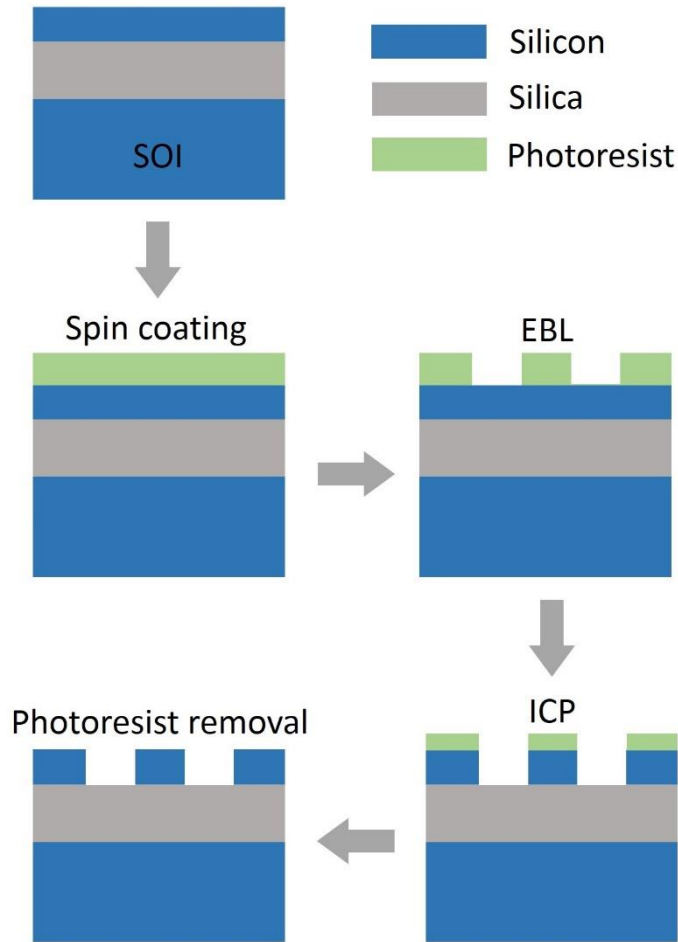 Silicon
Silica
Photoresist
SOI
Spin coating
EBL
ICP
Photoresist removal